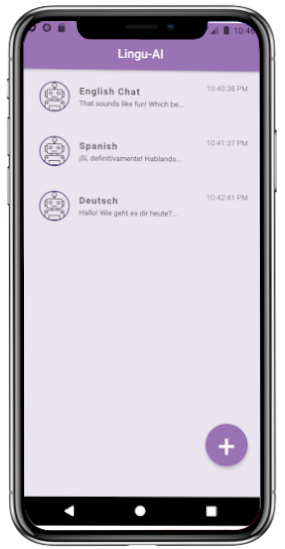 10:46
Lingu-AI
English Chat
10:40:38 PM
That sounds like fun! Which be...
Spanish
10:41:37 PM
¡Sí, definitivamente! Hablando...
Deutsch
10:42:41 PM
Hallo! Wie geht es dir heute?...